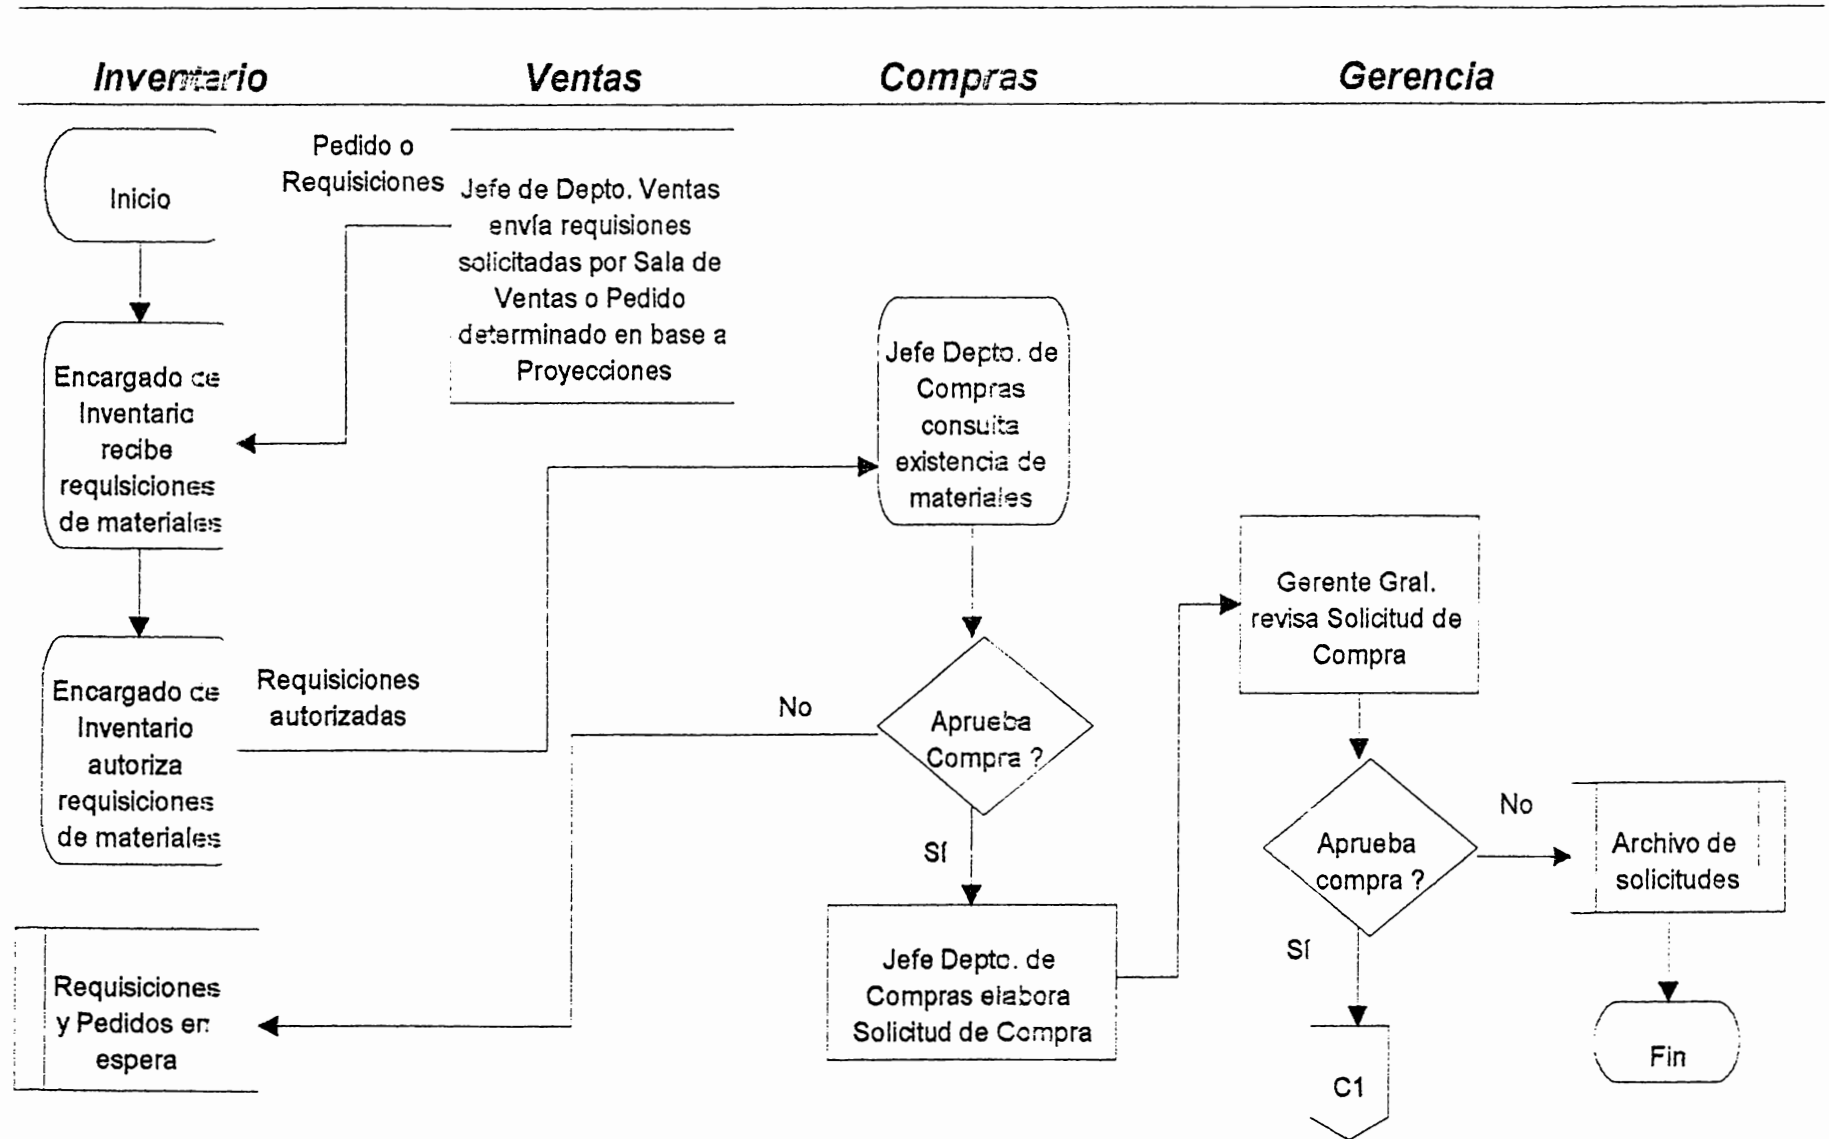 Inventario
Ventas
Compras
Gerencia
Inicio
Pedido o
Requisiciones
Jefe de Depto. Ventas
envía requisiones
solicitadas por Sala de
Ventas o Pedido
determinado en base a
Proyecciones
Encargado de
Inventario
recibe
requisiciones
de materiales
Jefe Depto. de
Compras
consulta
existencia de
materiales
Encargado de
Inventario
autoriza
requisiciones
de materiales
Requisiciones
autorizadas
No
Aprueba
Compra ?
Sí
Gerente Gral.
revisa Solicitud de
Compra
Aprueba
compra ?
No
Archivo de
solicitudes
Sí
Requisiciones
y Pedidos en
espera
Jefe Depto. de
Compras elabora
Solicitud de Compra
C1
Fin